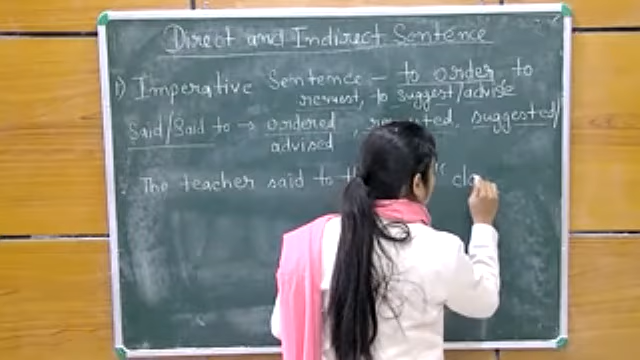 Direct and Indirect Sentence
1) Imperative Sentence - to order to
request, to suggest/advise
Said/Said to → ordered, requested, suggested/
advised
: The teacher said to " cla